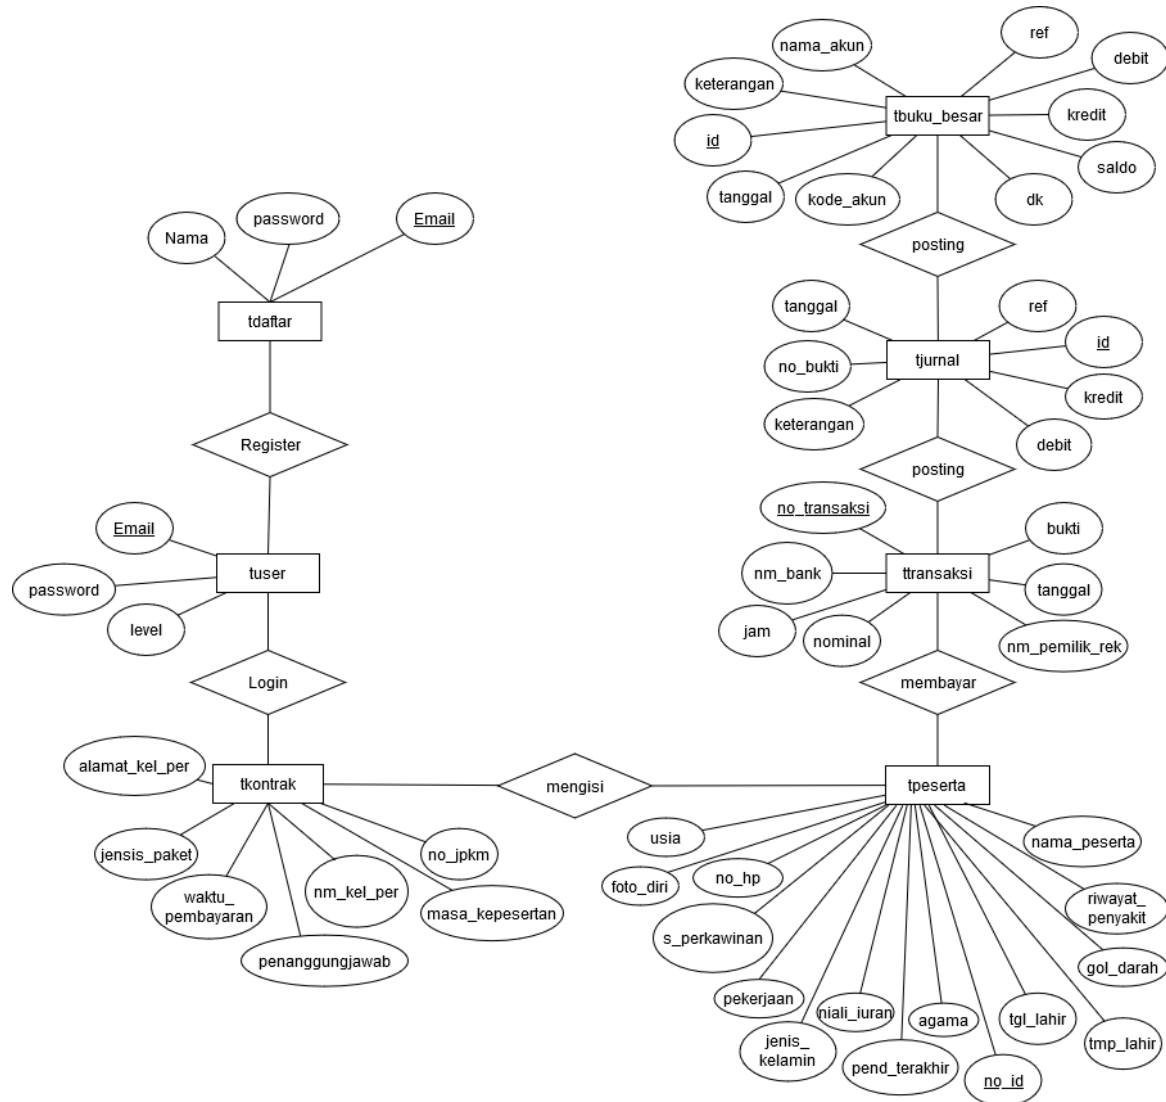 ref
nama_akun
debit
keterangan
tbuku_besar
kredit
id
saldo
tanggal
kode_akun
dk
posting
password
Email
Nama
tdaftar
tanggal
ref
id
no_bukti
tjurnal
kredit
keterangan
debit
Register
posting
no_transaksi
bukti
Email
tuser
nm_bank
ttransaksi
tanggal
password
level
jam
nominal
nm_pemilik_rek
Login
membayar
alamat_kel_per
tkontrak
mengisi
tpeserta
usia
nama_peserta
jensis_paket
no_jpkm
foto_diri
no_hp
waktu_
pembayaran
nm_kel_per
masa_kepesertan
riwayat_
penyakit
s_perkawinan
penanggungjawab
gol_darah
pekerjaan
niali_iuran
agama
tgl_lahir
tmp_lahir
jenis_
kelamin
pend_terakhir
no_id